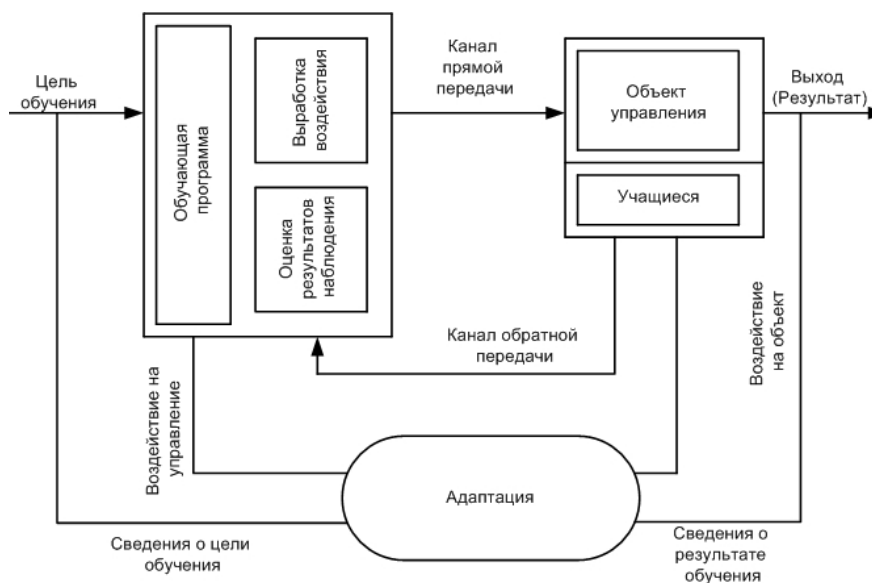 Цель
обучения
Обучающая
программа
Выработка
воздействия
Оценка
результатов
наблюдения
Канал
прямой
передачи
Объект
управления
Учащиеся
Выход
(Результат)
Канал обратной
передачи
Воздействие на
управление
Воздействие
на объект
Адаптация
Сведения о цели
обучения
Сведения о
результате
обучения